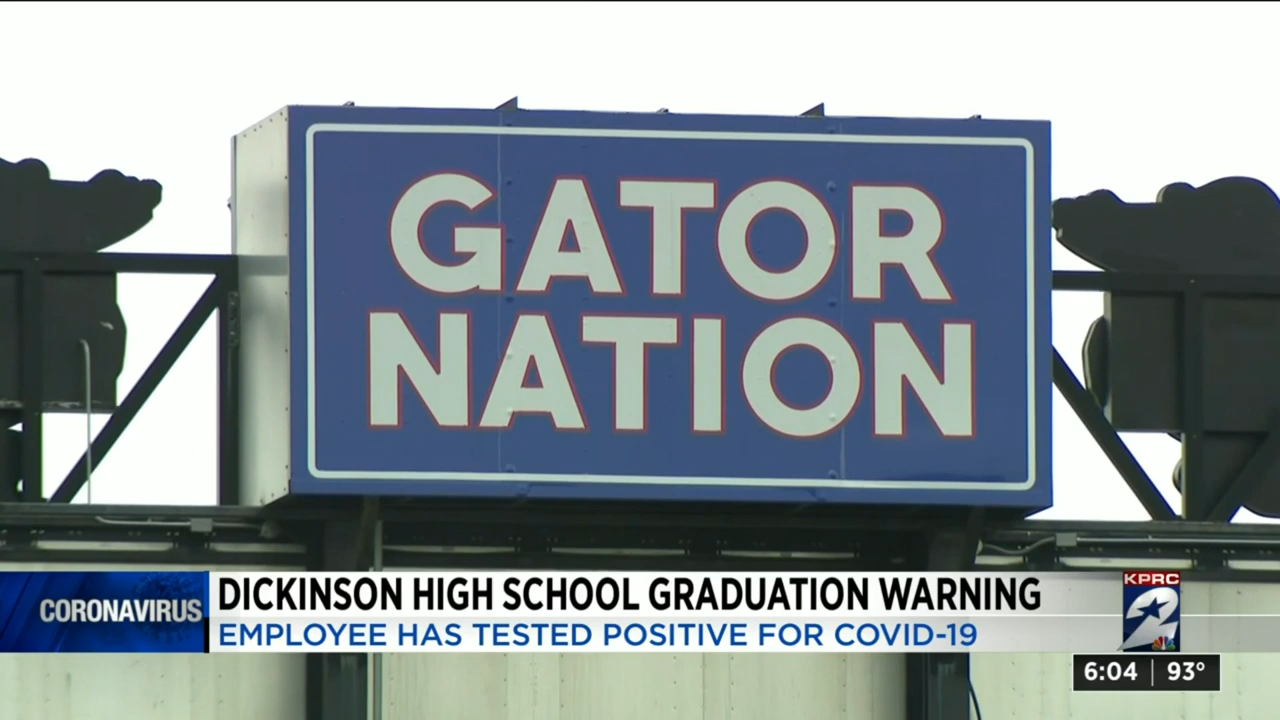 GATOR
NATION
CORONAVIRUS
DICKINSON HIGH SCHOOL GRADUATION WARNING
EMPLOYEE HAS TESTED POSITIVE FOR COVID-19
KPRC
2
6:04 | 93°